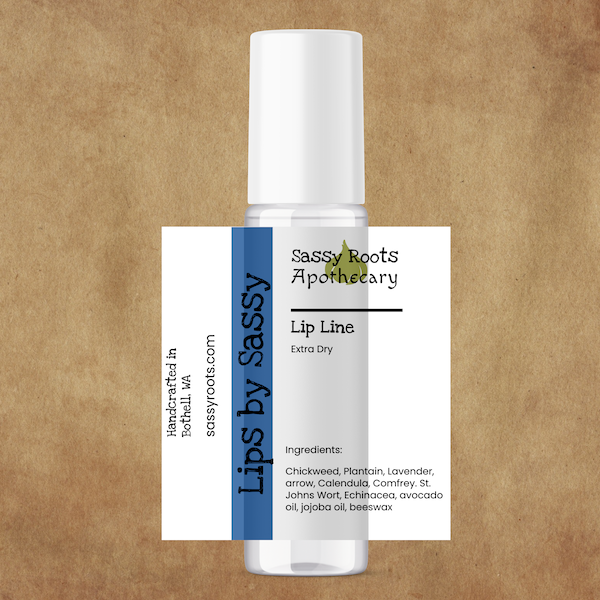 Handcrafted in
Bothell, WA
sassyroots.com
Lips by Sassy
Sassy Roots
Apothecary
Lip Line
Extra Dry
Ingredients:
Chickweed, Plantain, Lavender,
arrow, Calendula, Comfrey. St.
Johns Wort, Echinacea, avocado
oil, jojoba oil, beeswax